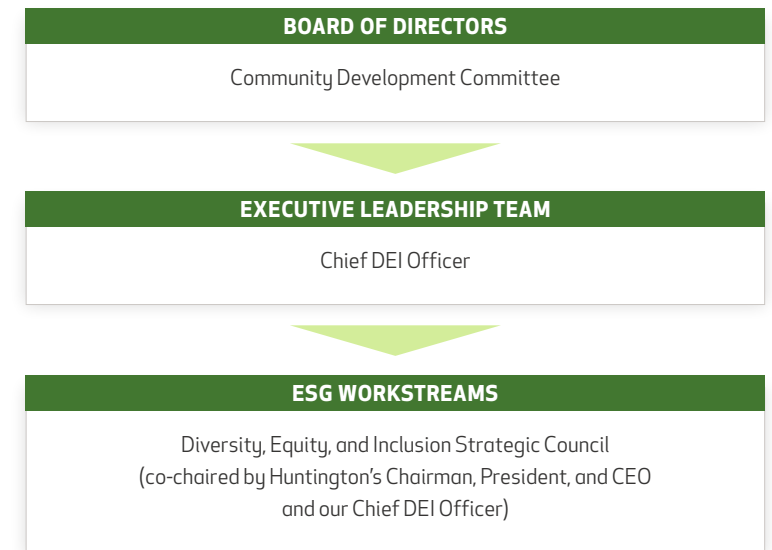 BOARD OF DIRECTORS
Community Development Committee
EXECUTIVE LEADERSHIP TEAM
Chief DEI Officer
ESG WORKSTREAMS
Diversity, Equity, and Inclusion Strategic Council
(co-chaired by Huntington’s Chairman, President, and CEO
and our Chief DEI Officer)